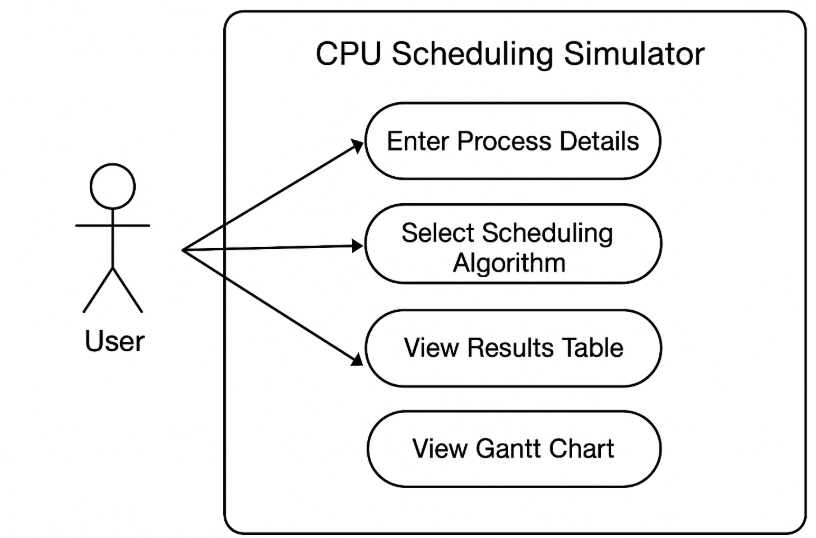 CPU Scheduling Simulator
Enter Process Details
Select Scheduling
Algorithm
View Results Table
View Gantt Chart
User